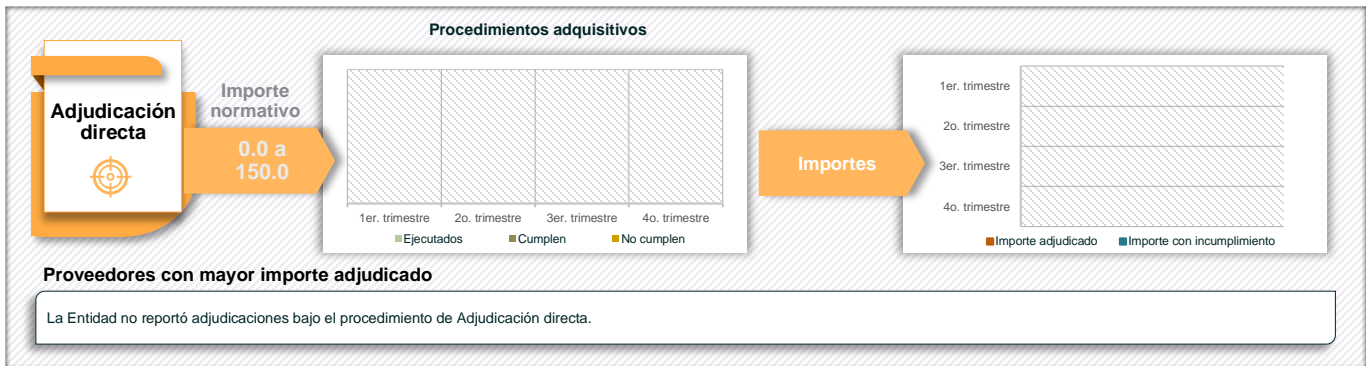 Procedimientos adquisitivos
Adjudicación
directa
Importe
normativo
0.0 a
150.0
1er. trimestre 2o. trimestre 3er. trimestre 4o. trimestre
Ejecutados Cumplen No cumplen
Importes
1er. trimestre
2o. trimestre
3er. trimestre
4o. trimestre
Importe adjudicado Importe con incumplimiento
Proveedores con mayor importe adjudicado
La Entidad no reportó adjudicaciones bajo el procedimiento de Adjudicación directa.